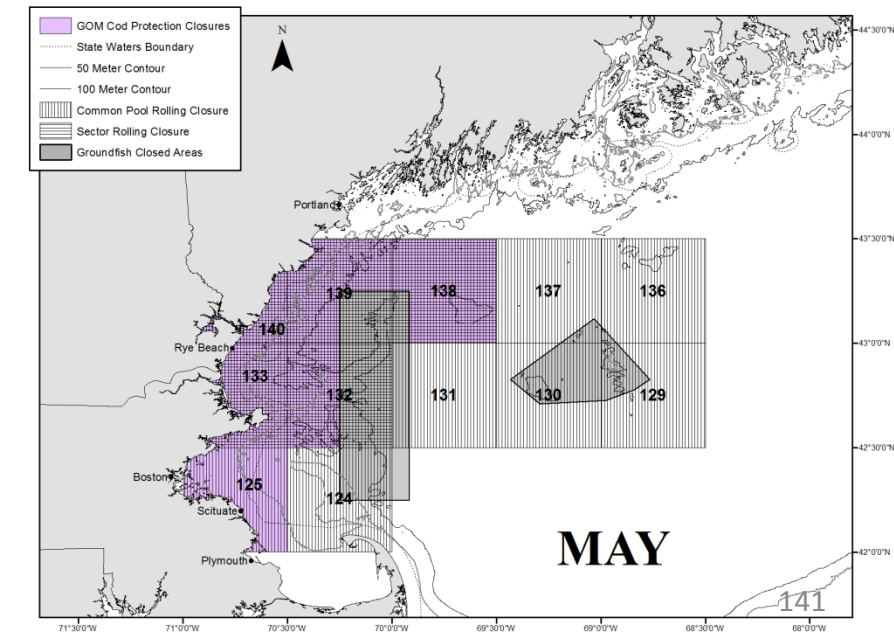 GOM Cod Protection Closures
State Waters Boundary
50 Meter Contour
100 Meter Contour
Common Pool Rolling Closure
Sector Rolling Closure
Groundfish Closed Areas
N
44°30'0"N
44°0'0"N
Portland
43°30'0"N
139
138
137
136
140
Rye Beach
43°0'0"N
133
132
131
130
129
42°30'0"N
Boston
125
124
Scituate
MAY
Plymouth
42°0'0"N
141
71°30'0"W
71°0'0"W
70°30'0"W
70°0'0"W
69°30'0"W
69°0'0"W
68°30'0"W
68°0'0"W